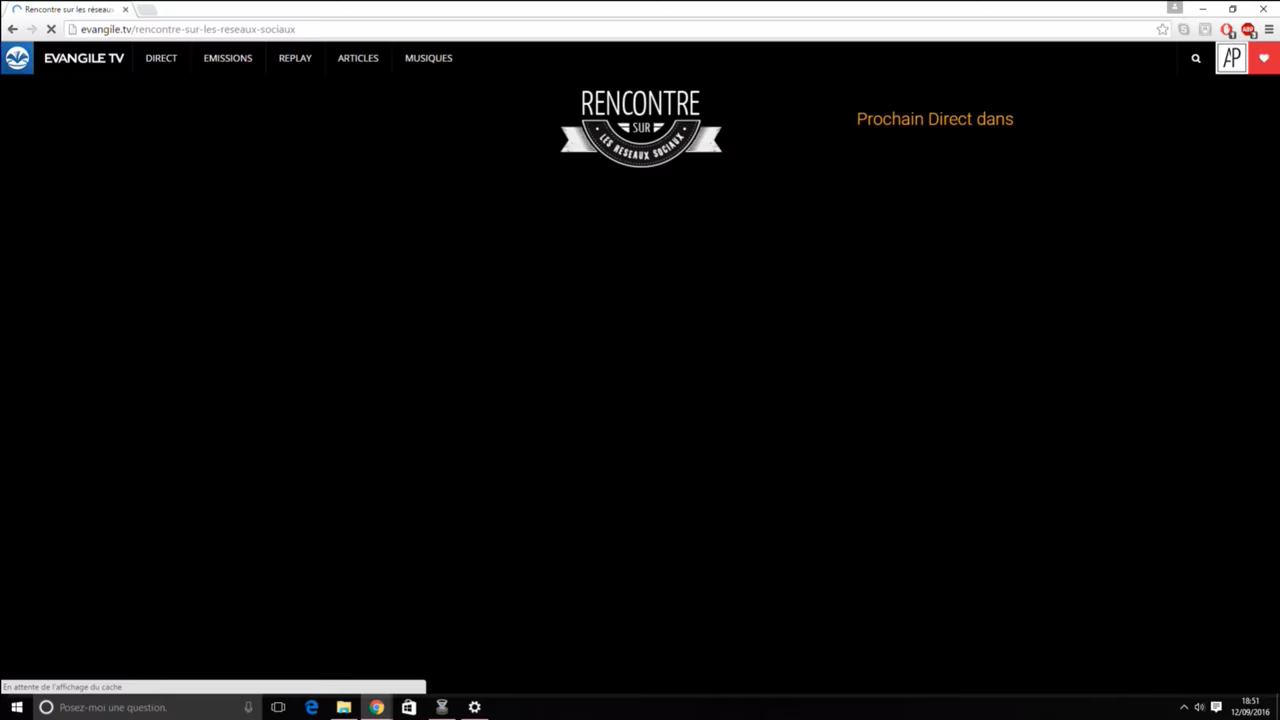 Rencontre sur les réseau
evangile.tv/rencontre-sur-les-reseaux-sociaux
EVANGILE TV
DIRECT
EMISSIONS
REPLAY
ARTICLES
MUSIQUES
AP
RENCONTRE
SUR
LES RESEAUX SOCIAUX
Prochain Direct dans
En attente de l'affichage du cache
Posez-moi une question.
18:51
12/09/2016